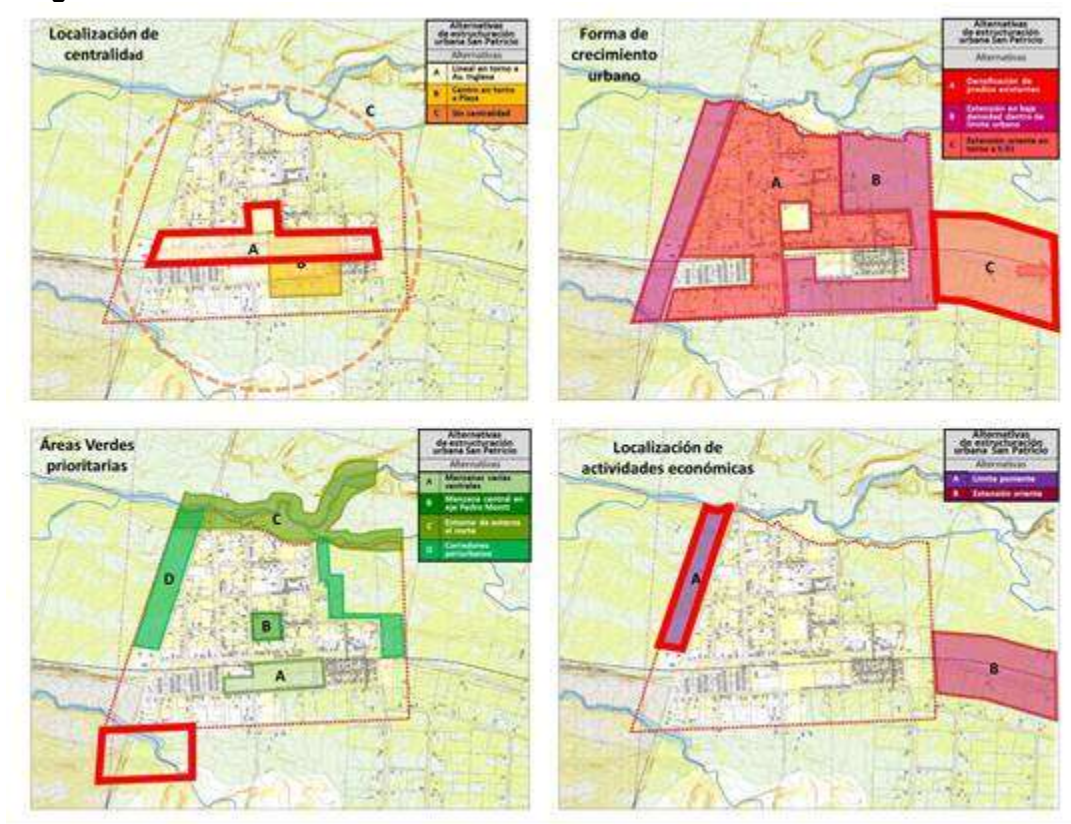 Localización de
centralidad
Alternativas
de estructuración
urbana San Patricio
Alternativas
A Lineal en torno a
Av. Inglesa
B Centro en torno
a Plaza
C Sin centralidad
C
A
B
Forma de
crecimiento
urbano
Alternativas
de estructuración
urbana San Patricio
Alternativas
A Densificación de
predios existentes
B Extensión en baja
densidad dentro de
límite urbano
C Extensión oriente en
torno a
A
B
C
Áreas Verdes
prioritarias
Alternativas
de estructuración
urbana San Patricio
Alternativas
A Manzanas varias
centrales
B Manzana central en
eje Pedro Montt
C Entorno de esteros
al norte
D Corredores
periurbanos
C
D
B
A
Localización de
actividades económicas
Alternativas
de estructuración
urbana San Patricio
Alternativas
A Límite poniente
B Extensión oriente
A
B